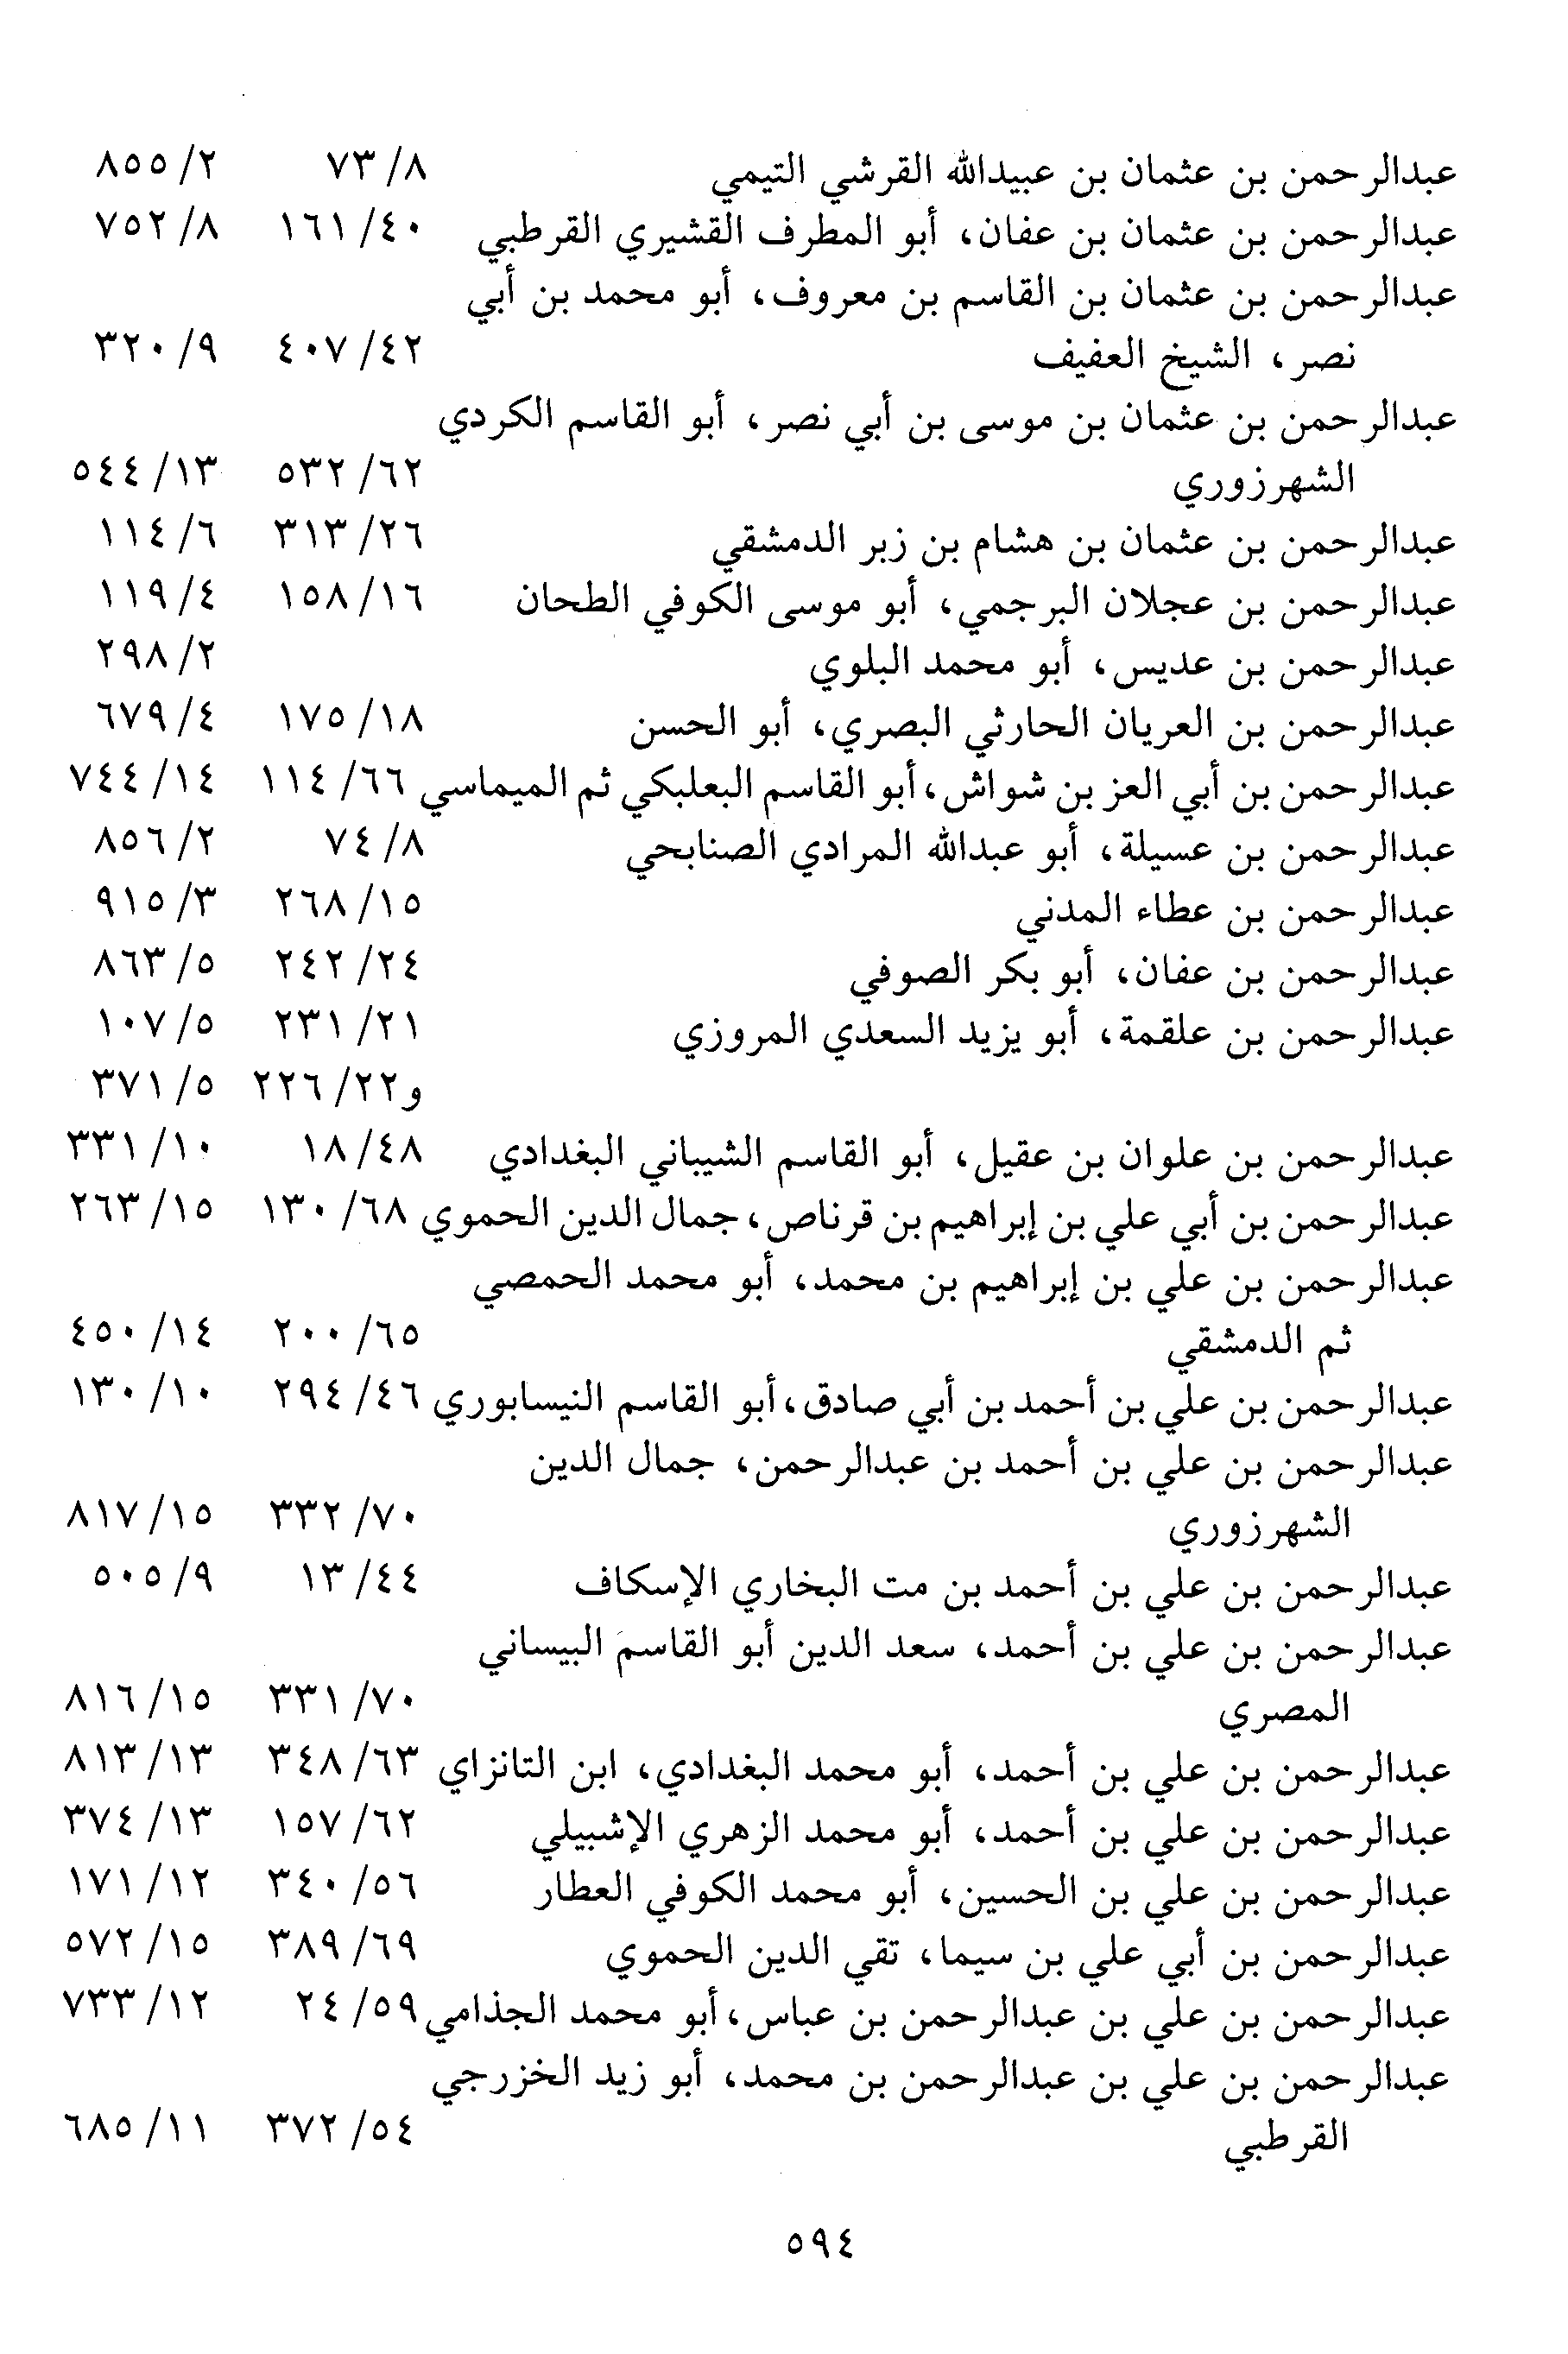 عبدالرحمن بن عثمان بن عبيدالله القرشي التيمي ٨/ ٧٣ ٢/ ٨٥٥
عبدالرحمن بن عثمان بن عفان، أبو المطرف القشيري القرطبي ٤٠/ ١٦١ ٨/ ٧٥٢
عبدالرحمن بن عثمان بن القاسم بن معروف، أبو محمد بن أبي
نصر، الشيخ العفيف ٤٢/ ٤٠٧ ٩/ ٣٢٠
عبدالرحمن بن عثمان بن موسى بن أبي نصر، أبو القاسم الكردي
الشهرزوري ٦٢/ ٥٣٢ ١٣/ ٥٤٤
عبدالرحمن بن عثمان بن هشام بن زبر الدمشقي ٢٦/ ٣١٣ ٦/ ١١٤
عبدالرحمن بن عجلان البرجمي، أبو موسى الكوفي الطحان ١٦/ ١٥٨ ٤/ ١١٩
عبدالرحمن بن عديس، أبو محمد البلوي ٢/ ٢٩٨
عبدالرحمن بن العريان الحارثي البصري، أبو الحسن ١٨/ ١٧٥ ٤/ ٦٧٩
عبدالرحمن بن أبي العز بن شواش، أبو القاسم البعلبكي ثم الميماسي ٦٦/ ١١٤ ١٤/ ٧٤٤
عبدالرحمن بن عسيلة، أبو عبدالله المرادي الصنابحي ٨/ ٧٤ ٢/ ٨٥٦
عبدالرحمن بن عطاء المدني ١٥/ ٢٦٨ ٣/ ٩١٥
عبدالرحمن بن عفان، أبو بكر الصوفي ٢٤/ ٢٤٢ ٥/ ٨٦٣
عبدالرحمن بن علقمة، أبو يزيد السعدي المروزي ٢١/ ٢٣١ ٥/ ١٠٧
و٢٢/ ٢٢٦ ٥/ ٣٧١
عبدالرحمن بن علوان بن عقيل، أبو القاسم الشيباني البغدادي ٤٨/ ١٨ ١٠/ ٣٣١
عبدالرحمن بن أبي علي بن إبراهيم بن قرناص، جمال الدين الحموي ٦٨/ ١٣٠ ١٥/ ٢٦٣
عبدالرحمن بن علي بن إبراهيم بن محمد، أبو محمد الحمصي
ثم الدمشقي ٦٥/ ٢٠٠ ١٤/ ٤٥٠
عبدالرحمن بن علي بن أحمد بن أبي صادق، أبو القاسم النيسابوري ٤٦/ ٢٩٤ ١٠/ ١٣٠
عبدالرحمن بن علي بن أحمد بن عبدالرحمن، جمال الدين
الشهرزوري ٧٠/ ٣٣٢ ١٥/ ٨١٧
عبدالرحمن بن علي بن أحمد بن مت البخاري الإسكاف ٤٤/ ١٣ ٩/ ٥٠٥
عبدالرحمن بن علي بن أحمد، سعد الدين أبو القاسم البيساني
المصري ٧٠/ ٣٣١ ١٥/ ٨١٦
عبدالرحمن بن علي بن أحمد، أبو محمد البغدادي، ابن التانزاي ٦٣/ ٣٤٨ ١٣/ ٨١٣
عبدالرحمن بن علي بن أحمد، أبو محمد الزهري الإشبيلي ٦٢/ ١٥٧ ١٣/ ٣٧٤
عبدالرحمن بن علي بن الحسين، أبو محمد الكوفي العطار ٥٦/ ٣٤٠ ١٢/ ١٧١
عبدالرحمن بن أبي علي بن سيما، تقي الدين الحموي ٦٩/ ٣٨٩ ١٥/ ٥٧٢
عبدالرحمن بن علي بن عبدالرحمن بن عباس، أبو محمد الجذامي ٥٩/ ٢٤ ١٢/ ٧٣٣
عبدالرحمن بن علي بن عبدالرحمن بن محمد، أبو زيد الخزرجي
القرطبي ٥٤/ ٣٧٢ ١١/ ٦٨٥
٥٩٤